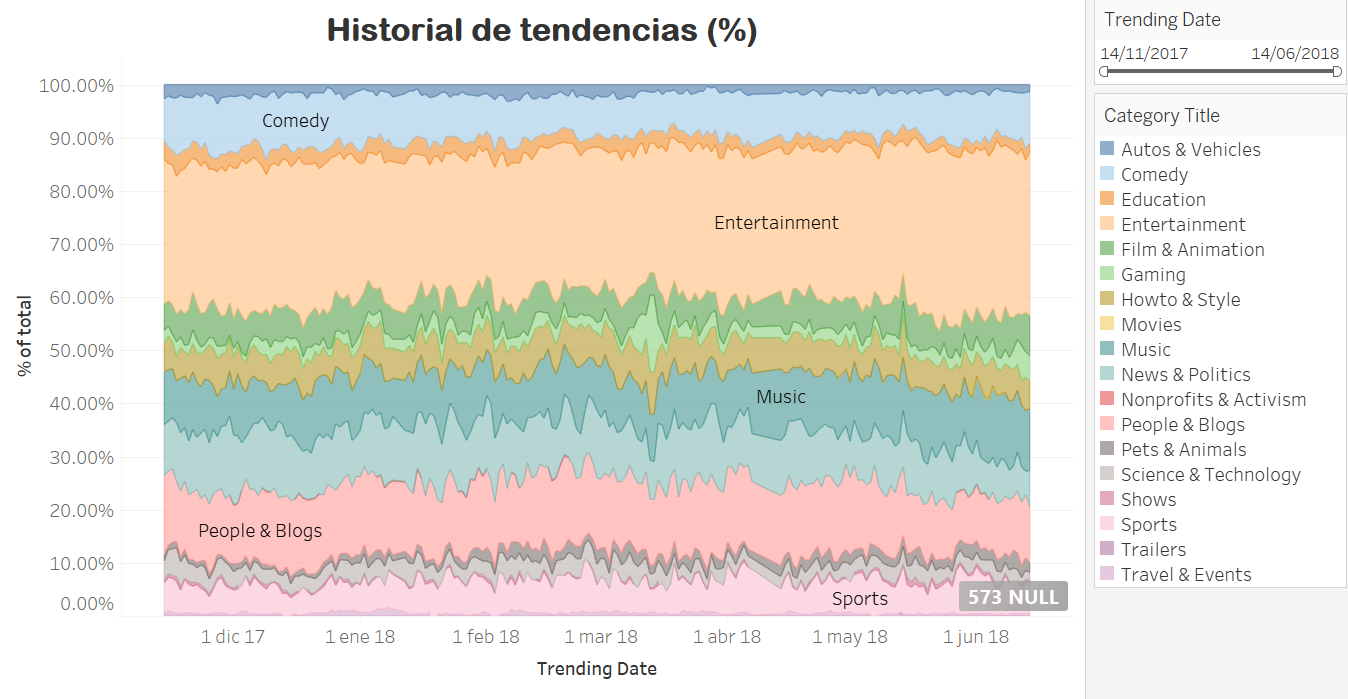 Historial de tendencias (%)
% of total
100.00%
90.00%
80.00%
70.00%
60.00%
50.00%
40.00%
30.00%
20.00%
10.00%
0.00%
Comedy
Entertainment
Music
People & Blogs
Sports
573 NULL
1 dic 17
1 ene 18
1 feb 18
1 mar 18
1 abr 18
1 may 18
1 jun 18
Trending Date
Trending Date
14/11/2017 14/06/2018
Category Title
Autos & Vehicles
Comedy
Education
Entertainment
Film & Animation
Gaming
Howto & Style
Movies
Music
News & Politics
Nonprofits & Activism
People & Blogs
Pets & Animals
Science & Technology
Shows
Sports
Trailers
Travel & Events